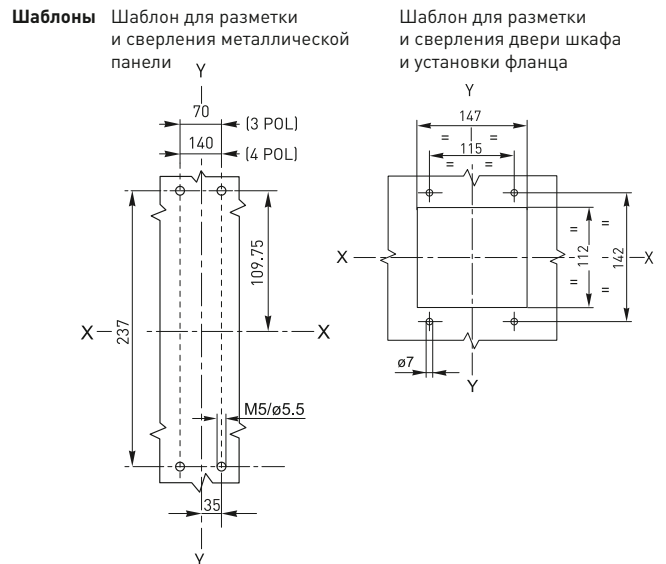 Шаблоны
Шаблон для разметки
и сверления металлической
панели
Y
70
(3 POL)
140
(4 POL)
109.75
X
X
237
M5/ø5.5
35
Y
Шаблон для разметки
и сверления двери шкафа
и установки фланца
Y
147
= =
115
= =
X
X
=
=
112
142
=
=
ø7
Y